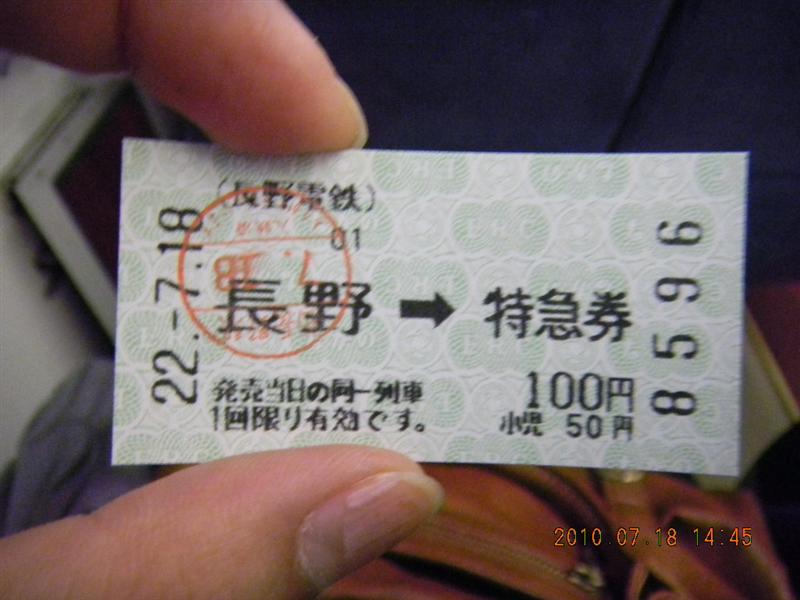 (長野電鉄)
01
22.-7.18
7. 18
長野 ➡ 特急券
発売当日の同一列車
1回限り有効です。
100円
小児 50円
8596
2010.07.18 14:45